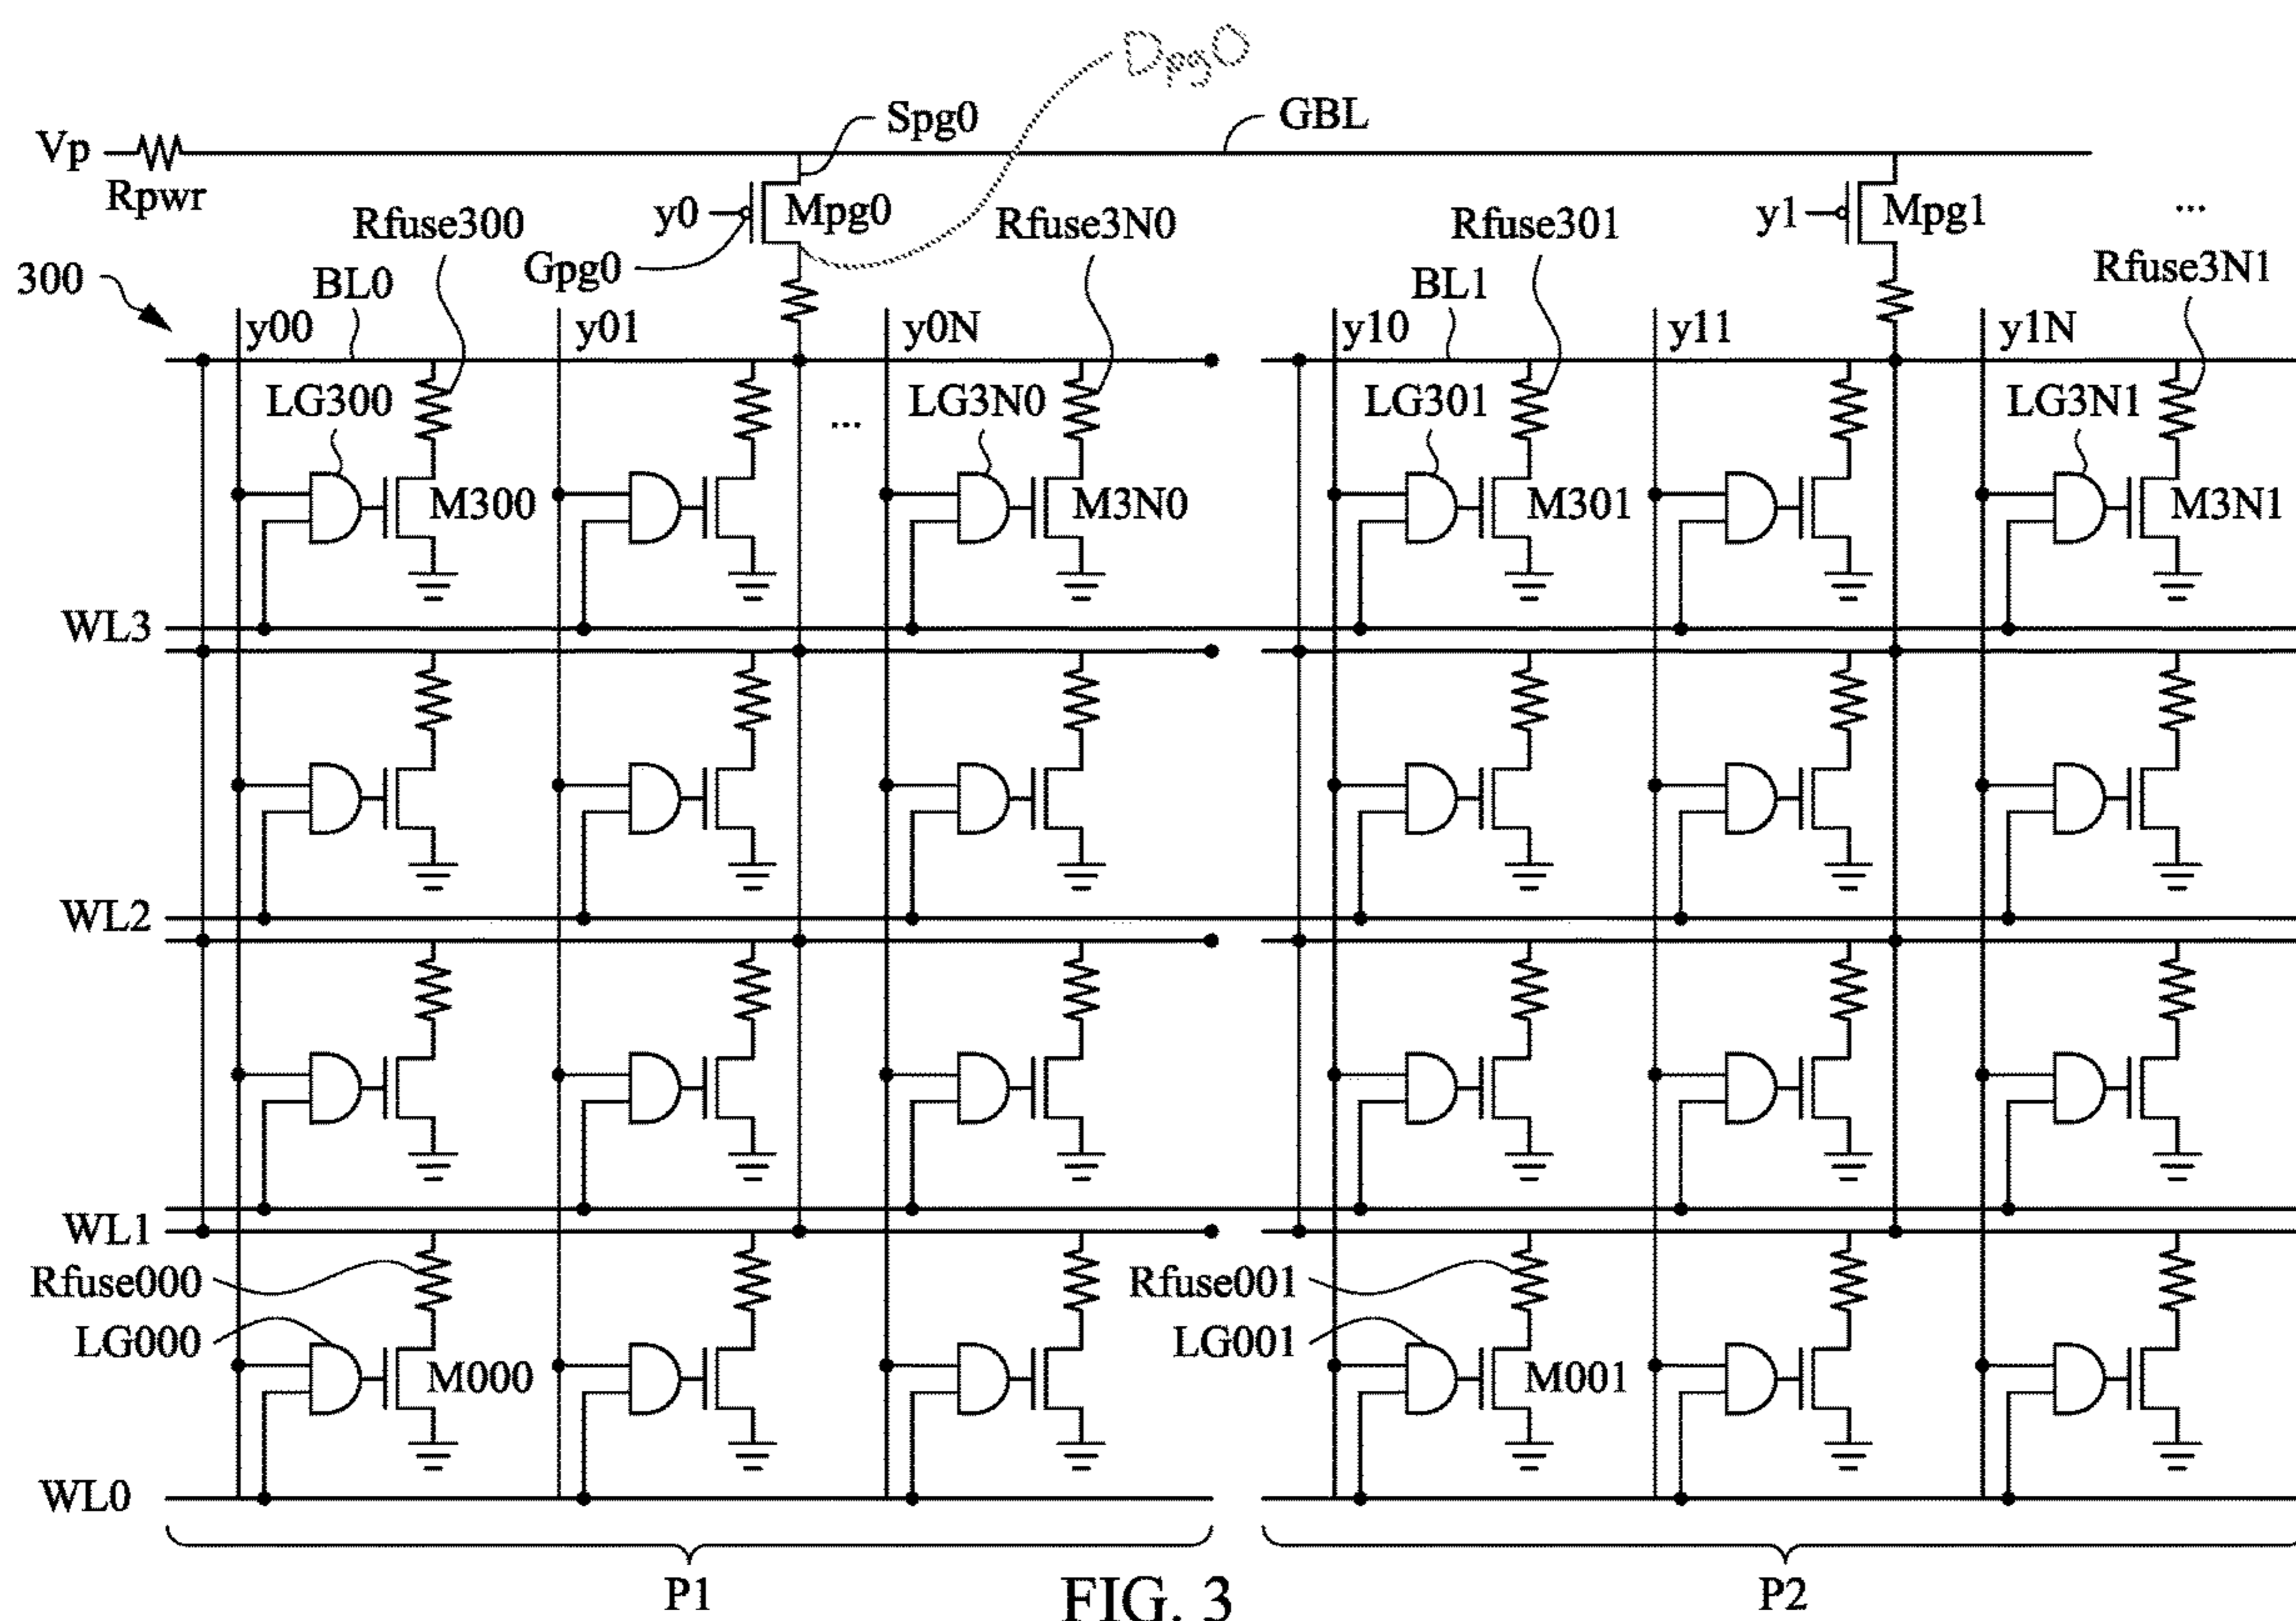 Dpg0
Spg0
GBL
Vp
Rpwr
y0
Mpg0
Gpg0
y1
Mpg1
...
Rfuse300
Rfuse3N0
Rfuse301
Rfuse3N1
300
BL0
BL1
y00
y01
y0N
y10
y11
y1N
LG300
...
LG3N0
LG301
LG3N1
M300
M3N0
M301
M3N1
WL3
WL2
WL1
Rfuse000
Rfuse001
LG000
LG001
M000
M001
WL0
P1
P2
FIG. 3